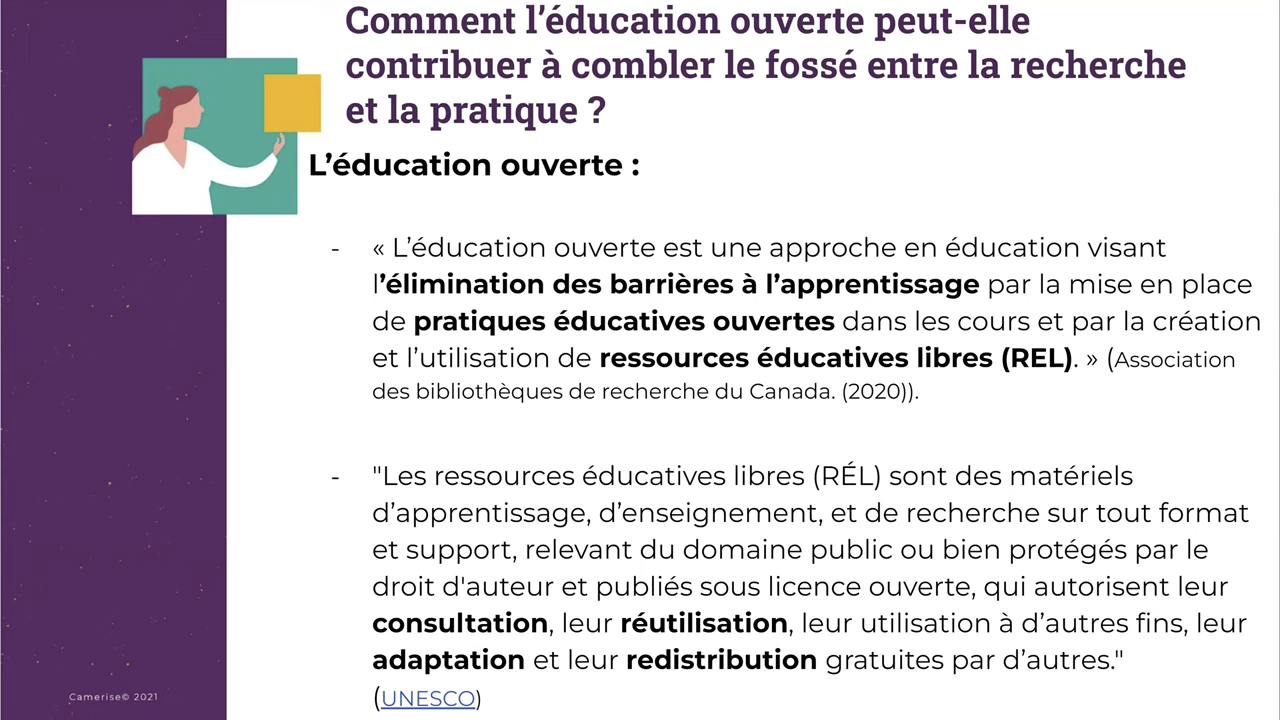 Comment l’éducation ouverte peut-elle
contribuer à combler le fossé entre la recherche
et la pratique ?
L’éducation ouverte :
- « L’éducation ouverte est une approche en éducation visant
l’élimination des barrières à l’apprentissage par la mise en place
de pratiques éducatives ouvertes dans les cours et par la création
et l’utilisation de ressources éducatives libres (REL). » (Association
des bibliothèques de recherche du Canada. (2020)).
- "Les ressources éducatives libres (RÉL) sont des matériels
d’apprentissage, d’enseignement, et de recherche sur tout format
et support, relevant du domaine public ou bien protégés par le
droit d'auteur et publiés sous licence ouverte, qui autorisent leur
consultation, leur réutilisation, leur utilisation à d’autres fins, leur
adaptation et leur redistribution gratuites par d’autres."
(UNESCO)
Camerise© 2021